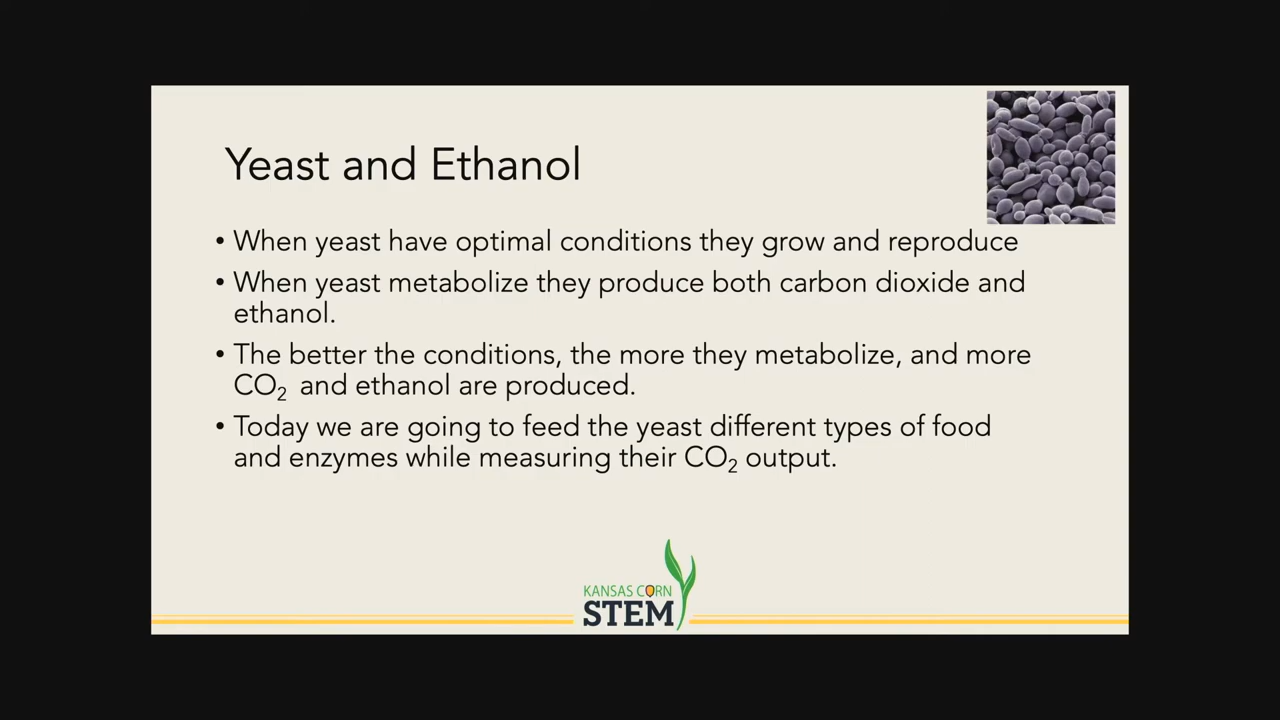 Yeast and Ethanol
• When yeast have optimal conditions they grow and reproduce
• When yeast metabolize they produce both carbon dioxide and
ethanol.
• The better the conditions, the more they metabolize, and more
CO₂ and ethanol are produced.
• Today we are going to feed the yeast different types of food
and enzymes while measuring their CO₂ output.
KANSAS CORN
STEM